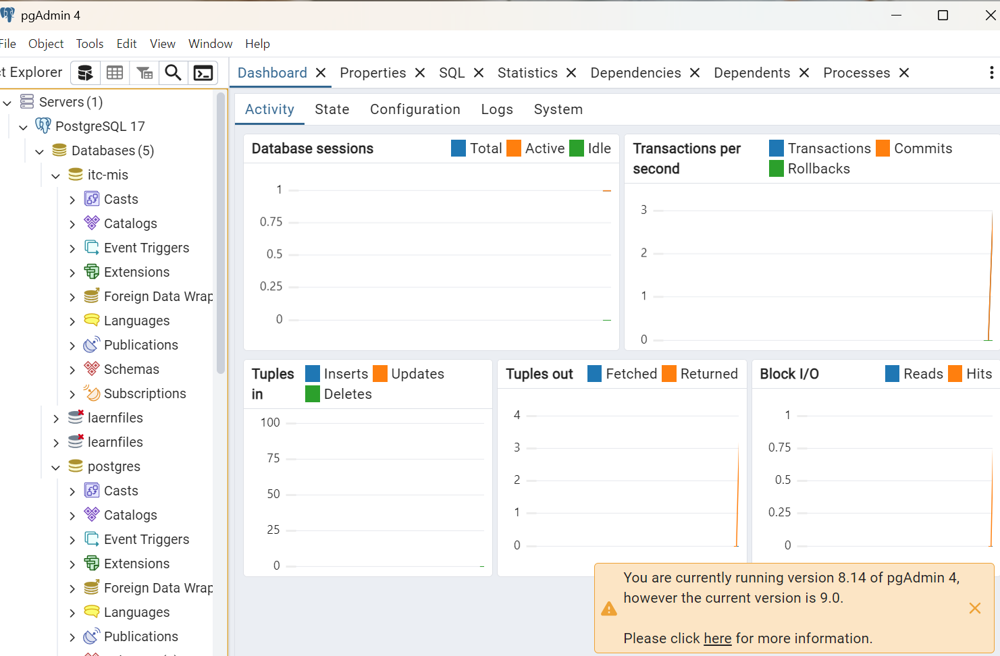 pgAdmin 4
File Object Tools Edit View Window Help
ct Explorer
Dashboard Properties SQL Statistics Dependencies Dependents Processes
Servers (1)
PostgreSQL 17
Databases (5)
itc-mis
Casts
Catalogs
Event Triggers
Extensions
Foreign Data Wrap
Languages
Publications
Schemas
Subscriptions
laernfiles
learnfiles
postgres
Casts
Catalogs
Event Triggers
Extensions
Foreign Data Wrap
Languages
Publications
Activity State Configuration Logs System
Database sessions
Total Active Idle
1
0.75
0.5
0.25
0
Transactions per
second
Transactions Commits
Rollbacks
3
2
1
0
Tuples
in
Inserts Updates
Deletes
100
75
50
25
0
Tuples out
Fetched Returned
4
3
2
1
0
Block I/O
Reads Hits
1
0.75
0.5
0.25
0
You are currently running version 8.14 of pgAdmin 4,
however the current version is 9.0.
Please click here for more information.